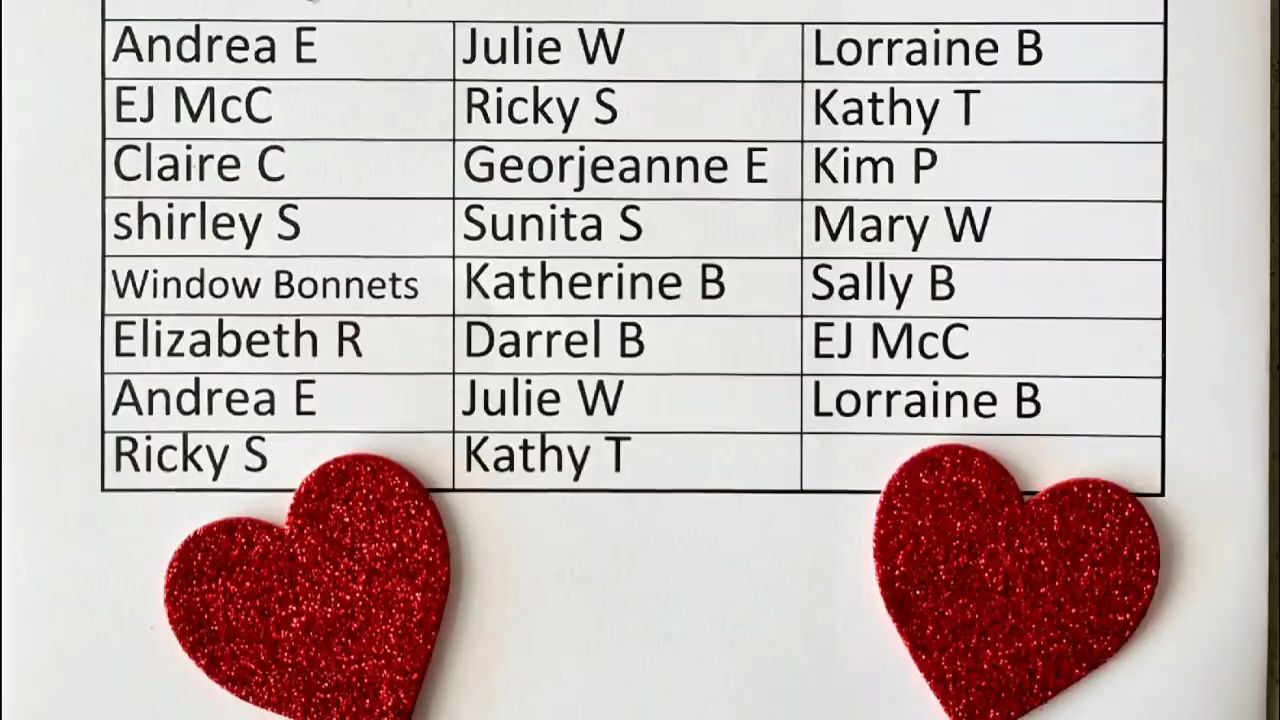 Andrea E Julie W Lorraine B
EJ McC Ricky S Kathy T
Claire C Georjeanne E Kim P
shirley S Sunita S Mary W
Window Bonnets Katherine B Sally B
Elizabeth R Darrel B EJ McC
Andrea E Julie W Lorraine B
Ricky S Kathy T